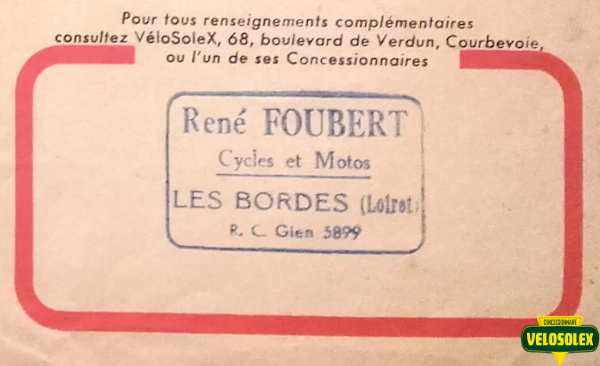 Pour tous renseignements complémentaires
consultez VéloSoleX, 68, boulevard de Verdun, Courbevoie,
ou l'un de ses Concessionnaires
René FOUBERT
Cycles et Motos
LES BORDES (Loiret)
R. C. Gien 5899
CONCESSIONNAIRE
VELOSOLEX